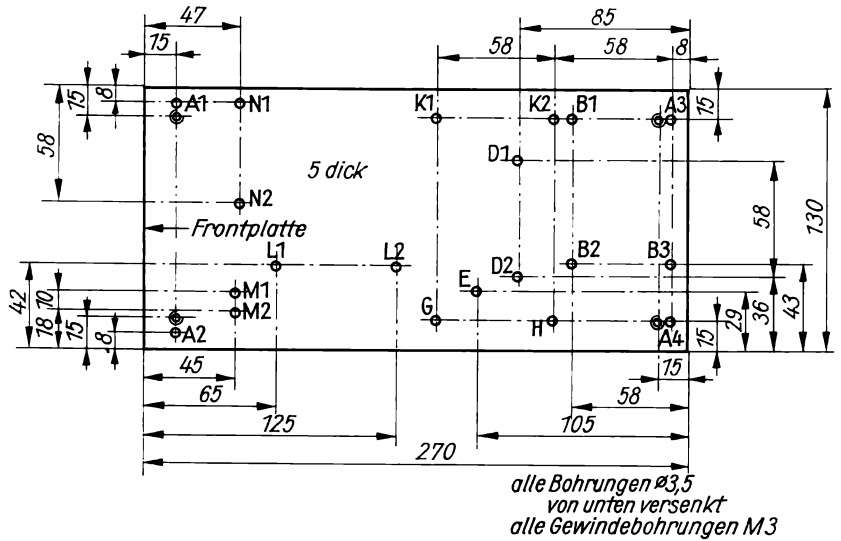 47
85
15
58
58
8
15
8
A1
N1
K1
K2
B1
A3
15
D1
58
5 dick
N2
58
130
Frontplatte
L1
L2
D2
B2
B3
E
42
10
M1
M2
G
H
18
15
8
A2
A4
29
36
43
15
45
15
65
58
125
105
270
alle Bohrungen ø3,5
von unten versenkt
alle Gewindebohrungen M3